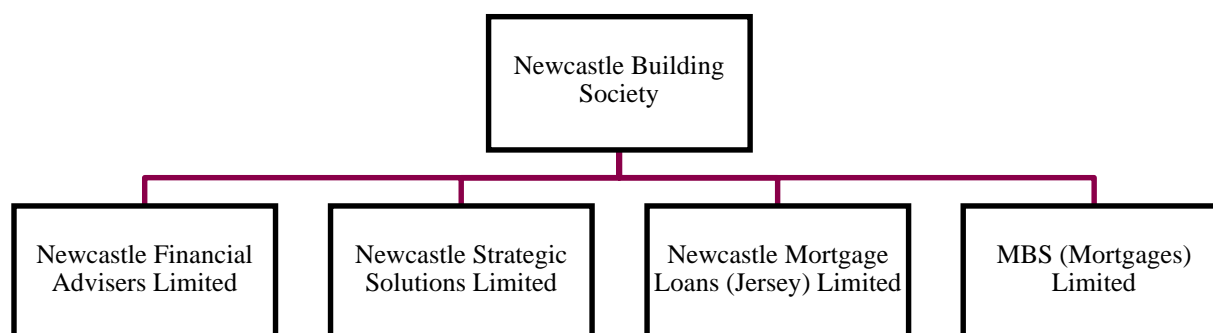 Newcastle Building
Society
Newcastle Financial
Advisers Limited
Newcastle Strategic
Solutions Limited
Newcastle Mortgage
Loans (Jersey) Limited
MBS (Mortgages)
Limited